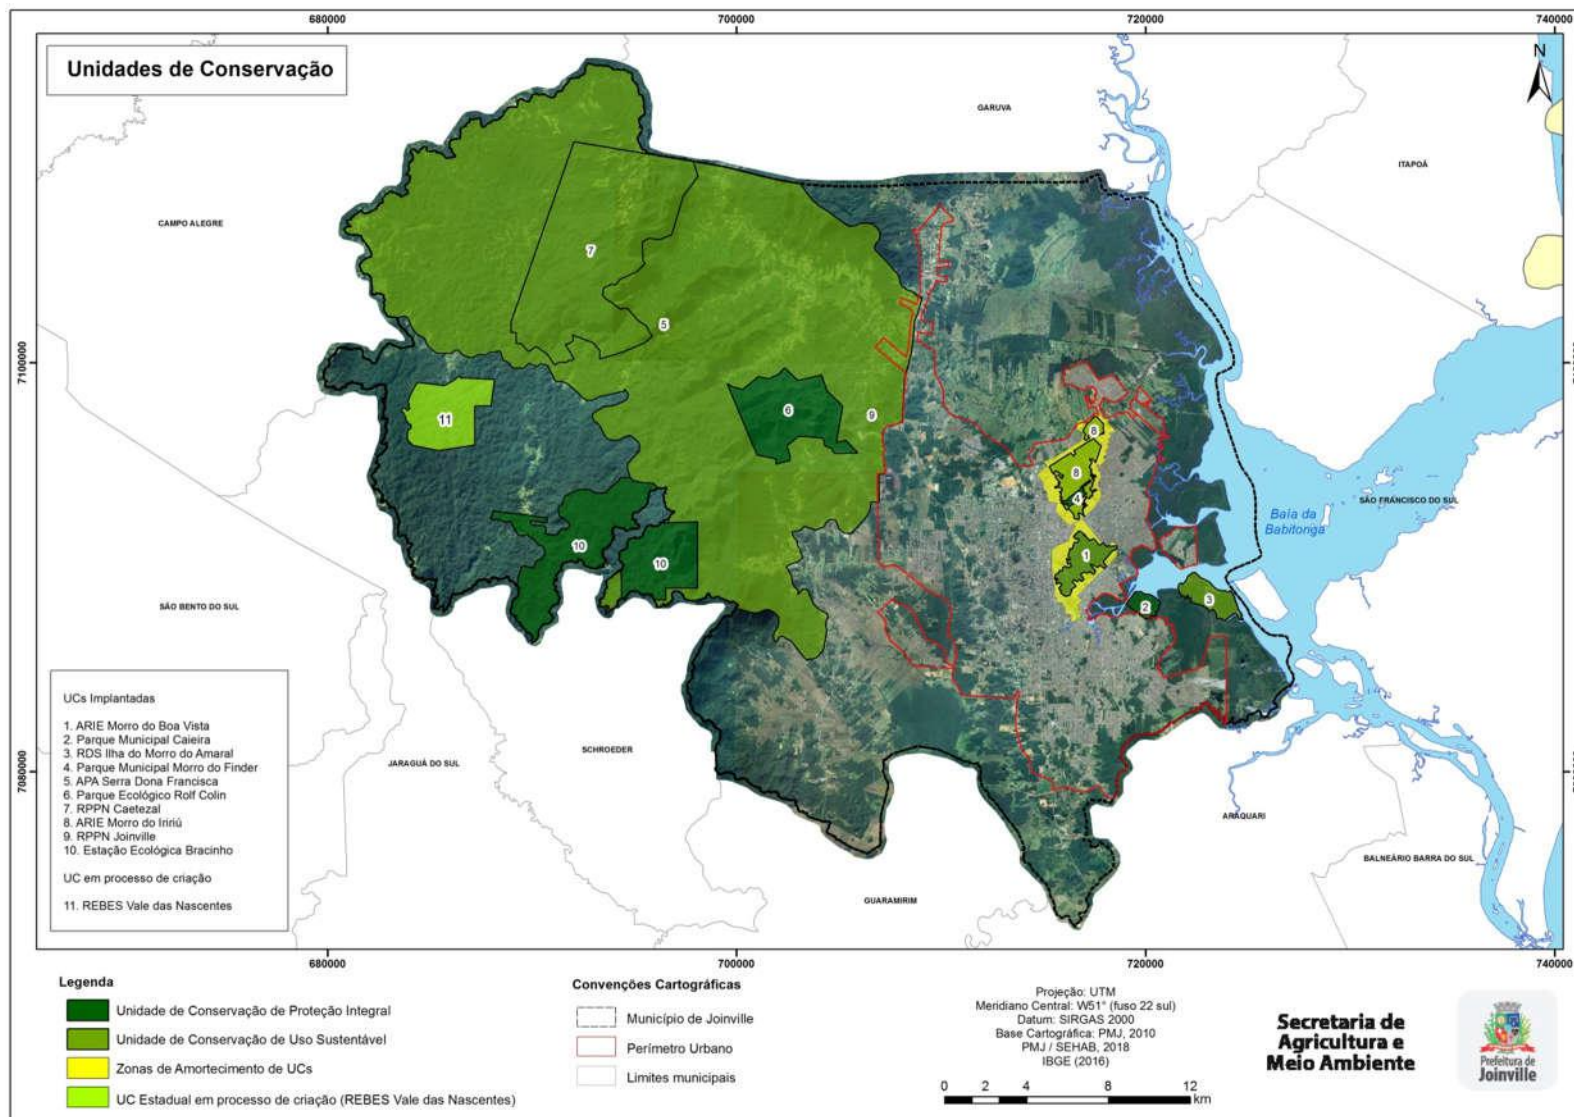 680000
700000
720000
740000
Unidades de Conservação
N
GARUVA
ITAPOÁ
CAMPO ALEGRE
7
5
7100000
6
9
11
8
8
4
SÃO FRANCISCO DO SUL
Baía da
Babitonga
10
10
1
SÃO BENTO DO SUL
2
3
UCs Implantadas
1. ARIE Morro do Boa Vista
2. Parque Municipal Caieira
3. RDS Ilha do Morro do Amaral
4. Parque Municipal Morro do Finder
5. APA Serra Dona Francisca
6. Parque Ecológico Rolf Colin
7. RPPN Caetezal
8. ARIE Morro do Iririú
9. RPPN Joinville
10. Estação Ecológica Bracinho
UC em processo de criação
11. REBES Vale das Nascentes
SCHROEDER
JARAGUÁ DO SUL
7080000
ARAQUARI
BALNEÁRIO BARRA DO SUL
GUARAMIRIM
680000
700000
720000
740000
Legenda
Unidade de Conservação de Proteção Integral
Unidade de Conservação de Uso Sustentável
Zonas de Amortecimento de UCs
UC Estadual em processo de criação (REBES Vale das Nascentes)
Convenções Cartográficas
Município de Joinville
Perímetro Urbano
Limites municipais
Projeção: UTM
Meridiano Central: W51° (fuso 22 sul)
Datum: SIRGAS 2000
Base Cartográfica: PMJ, 2010
PMJ / SEHAB, 2018
IBGE (2016)
0 2 4 8 12
km
Secretaria de
Agricultura e
Meio Ambiente
Prefeitura de
Joinville